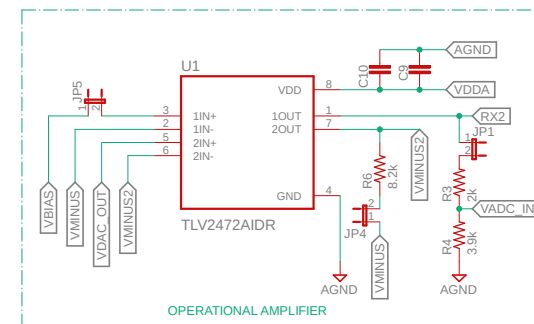 AGND
C10
C9
VDDA
U1
VDD
8
JP5
1
2
3
1IN+
1OUT
1
RX2
2
1IN-
2OUT
7
5
2IN+
6
2IN-
1
2
JP1
R6
8.2k
VMINUS2
R3
2k
VADC_IN
GND
4
VBIAS
VMINUS
VDAC_OUT
VMINUS2
TLV2472AIDR
2
1
JP4
VMINUS
R4
3.9k
AGND
AGND
OPERATIONAL AMPLIFIER